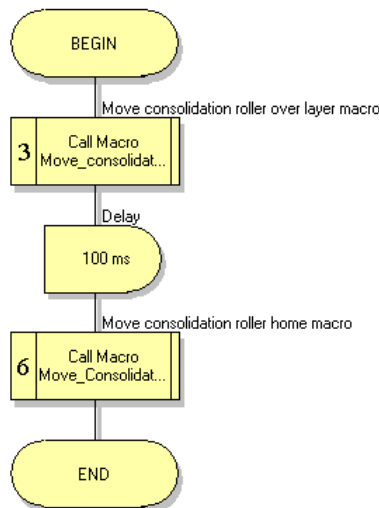 BEGIN
Move consolidation roller over layer macro
3
Call Macro
Move_consolidat...
Delay
100 ms
Move consolidation roller home macro
6
Call Macro
Move_Consolidat...
END